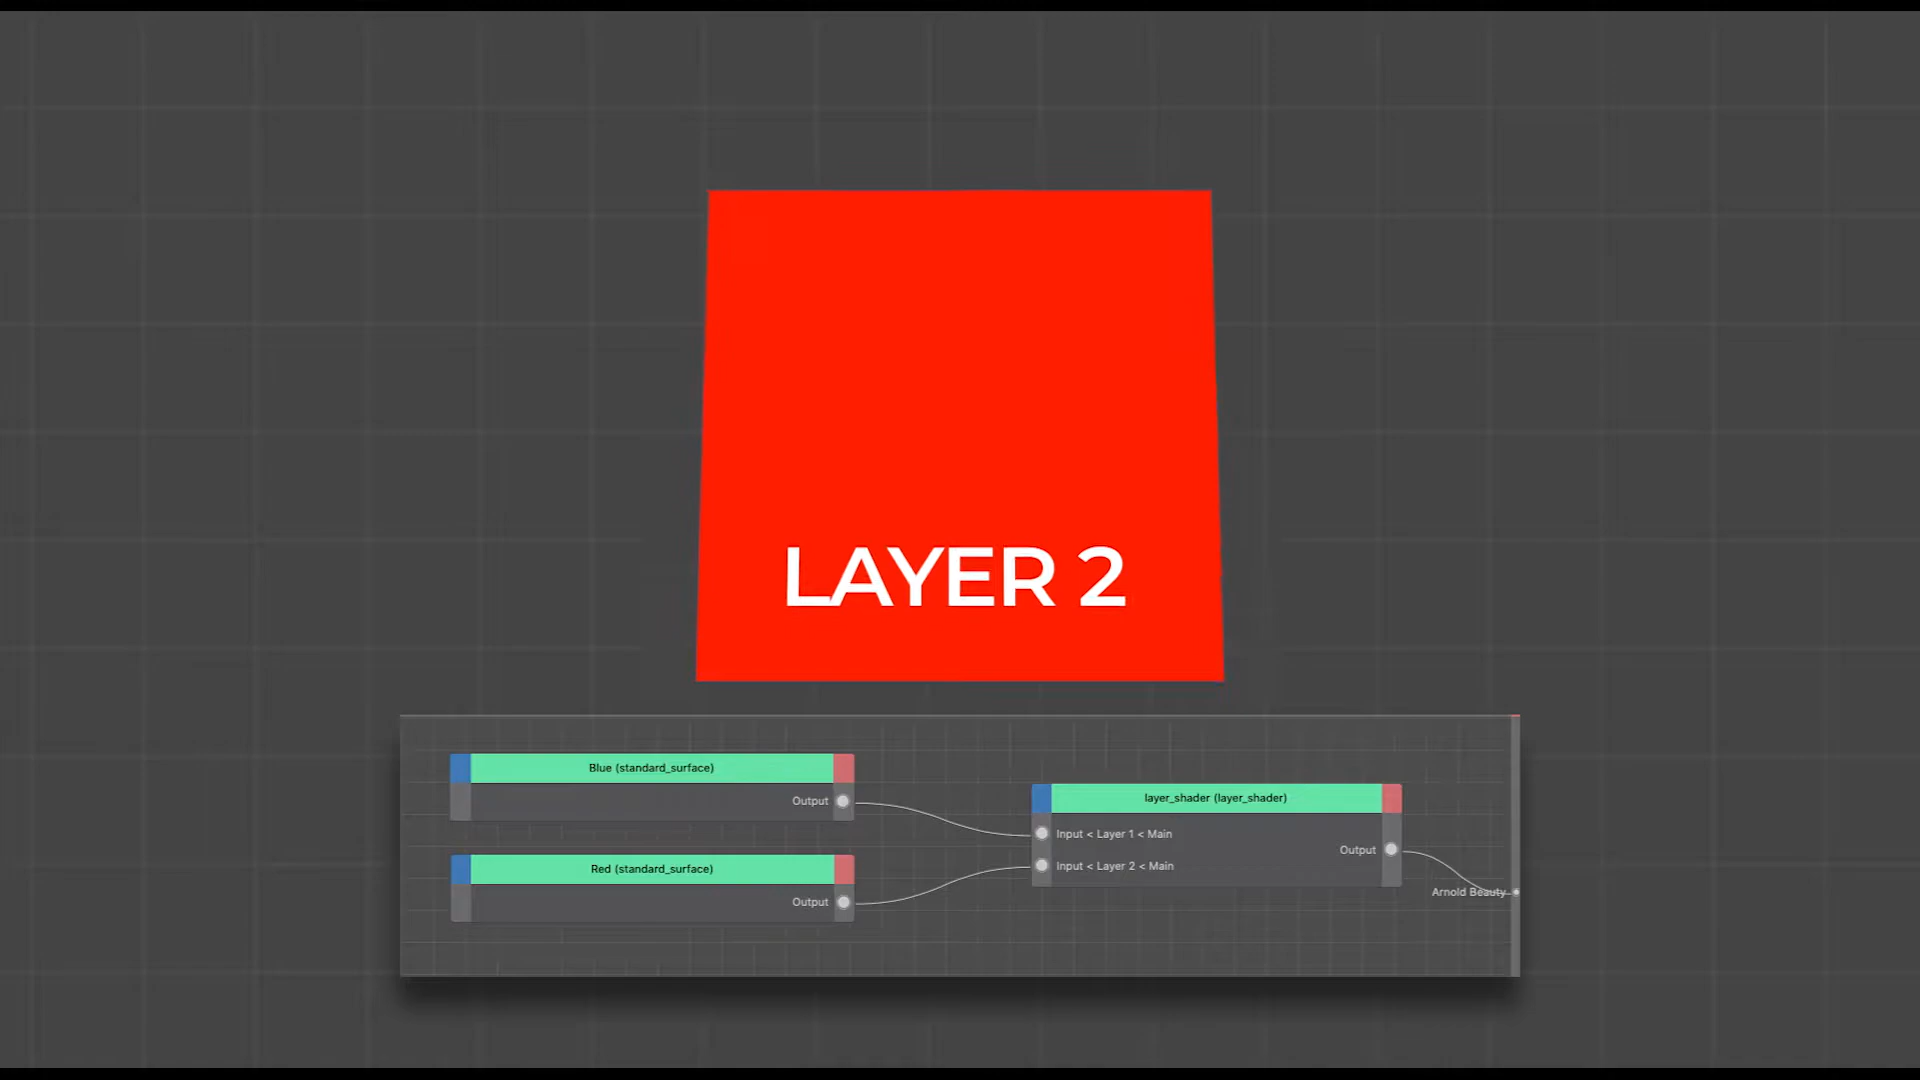 LAYER 2
Blue (standard_surface)
Output
layer_shader (layer_shader)
Input < Layer 1 < Main
Input < Layer 2 < Main
Output
Red (standard_surface)
Output
Arnold Beauty